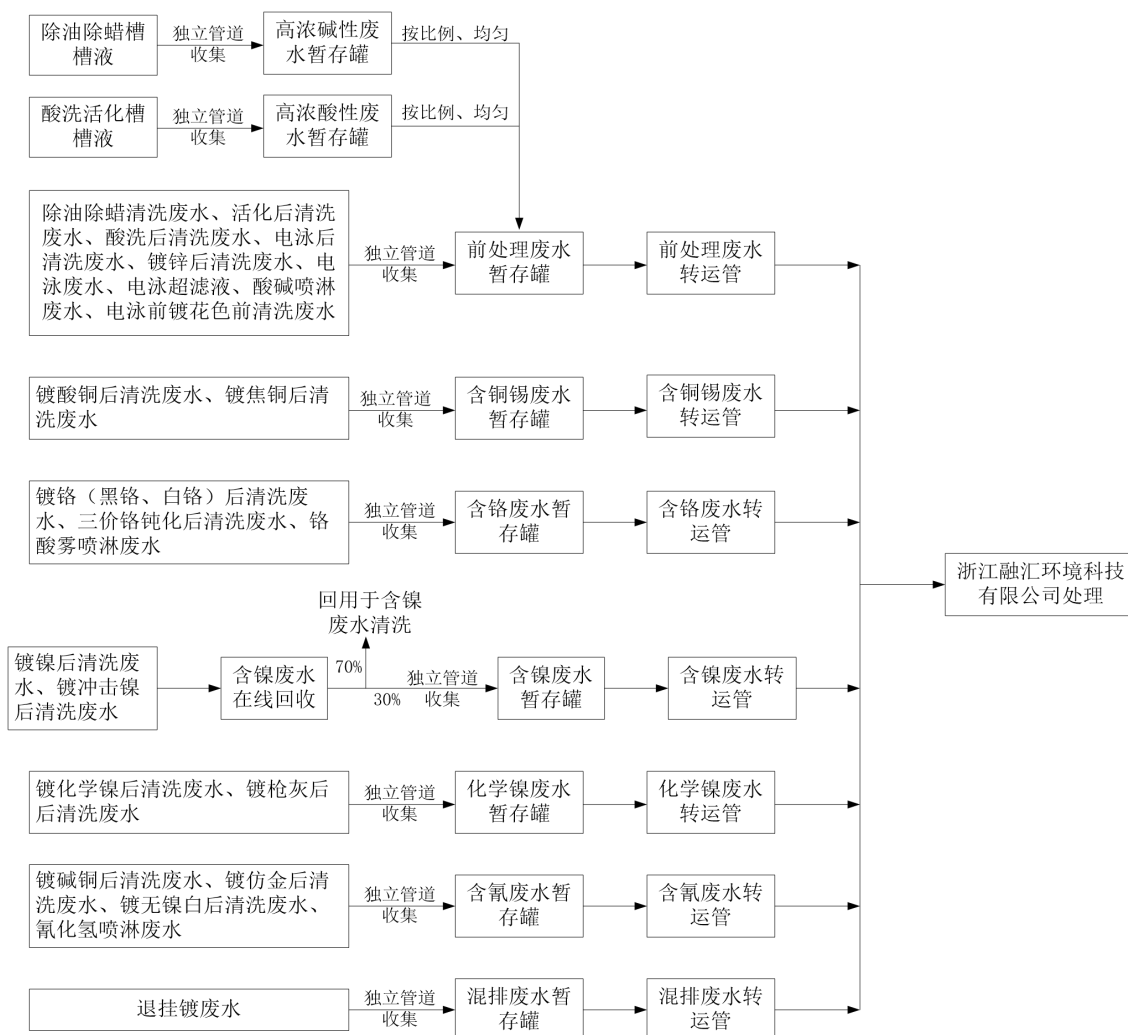 除油除蜡槽
槽液
独立管道
收集
高浓碱性废
水暂存罐
按比例、均匀
酸洗活化槽
槽液
独立管道
收集
高浓酸性废
水暂存罐
按比例、均匀
除油除蜡清洗废水、活化后清洗
废水、酸洗后清洗废水、电泳后
清洗废水、镀锌后清洗废水、电
泳废水、电泳超滤液、酸碱喷淋
废水、电泳前镀花色前清洗废水
独立管道
收集
前处理废水
暂存罐
前处理废水
转运管
镀酸铜后清洗废水、镀焦铜后清
洗废水
独立管道
收集
含铜锡废水
暂存罐
含铜锡废水
转运管
镀铬（黑铬、白铬）后清洗废
水、三价铬钝化后清洗废水、铬
酸雾喷淋废水
独立管道
收集
含铬废水暂
存罐
含铬废水转
运管
浙江融汇环境科技
有限公司处理
回用于含镍
废水清洗
镀镍后清洗废
水、镀冲击镍
后清洗废水
含镍废水
在线回收
70%
30%
独立管道
收集
含镍废水
暂存罐
含镍废水转
运管
镀化学镍后清洗废水、镀枪灰后
后清洗废水
独立管道
收集
化学镍废水
暂存罐
化学镍废水
转运管
镀碱铜后清洗废水、镀仿金后清
洗废水、镀无镍白后清洗废水、
氰化氢喷淋废水
独立管道
收集
含氰废水暂
存罐
含氰废水转
运管
退挂镀废水
独立管道
收集
混排废水暂
存罐
混排废水转
运管